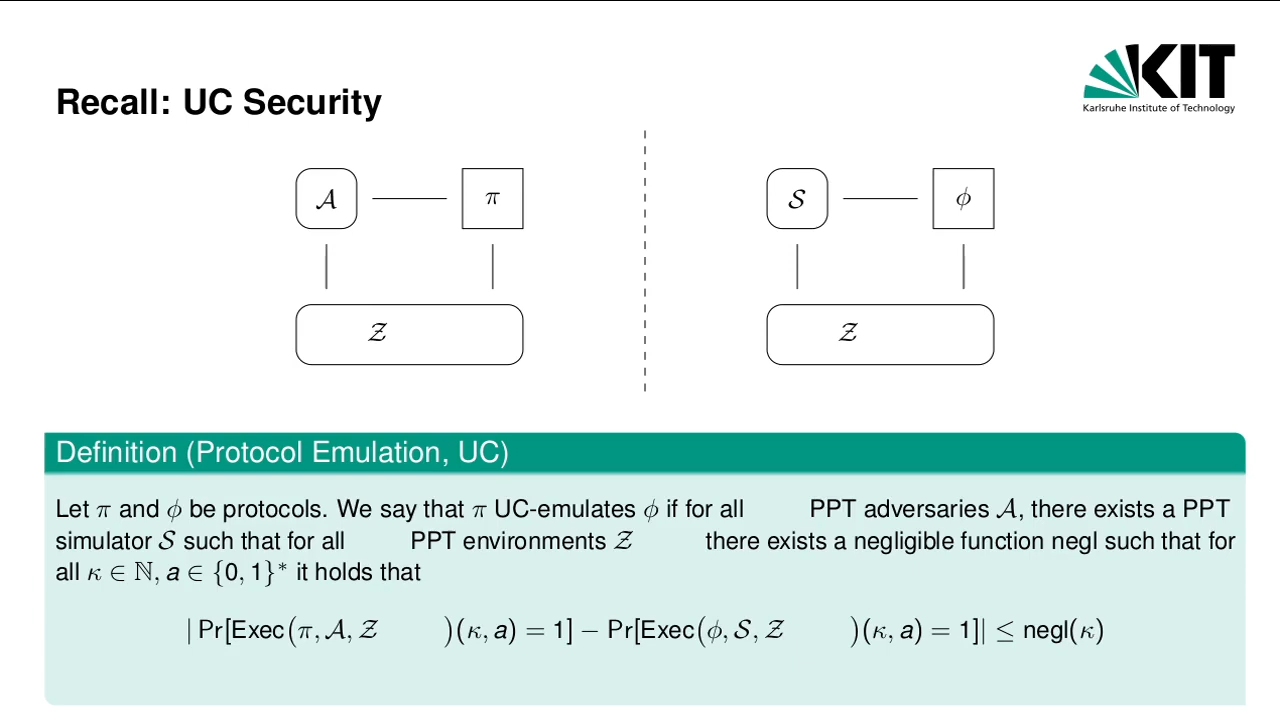 KIT
Karlsruhe Institute of Technology
Recall: UC Security
𝒜 π
𝒵
𝒮 ϕ
𝒵
Definition (Protocol Emulation, UC)
Let π and ϕ be protocols. We say that π UC-emulates ϕ if for all PPT adversaries 𝒜, there exists a PPT
simulator 𝒮 such that for all PPT environments 𝒵 there exists a negligible function negl such that for
all κ ∈ ℕ, a ∈ {0, 1}* it holds that
| Pr[Exec(π, 𝒜, 𝒵 )(κ, a) = 1] − Pr[Exec(ϕ, 𝒮, 𝒵 )(κ, a) = 1]| ≤ negl(κ)